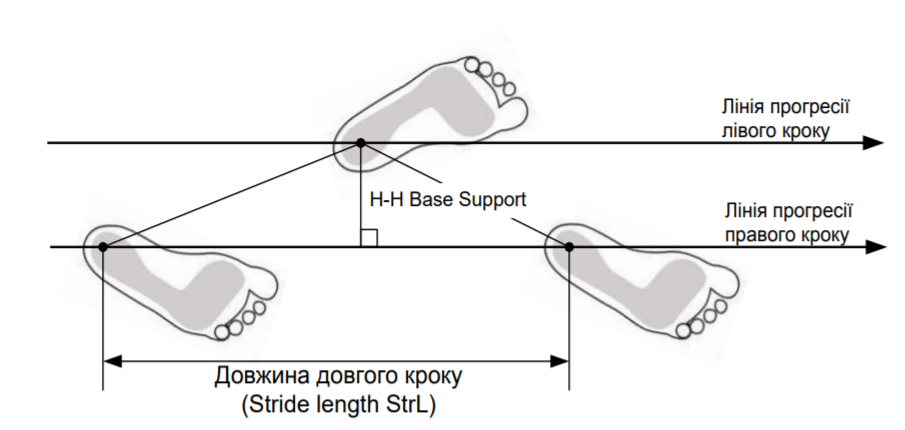 Лінія прогресії
лівого кроку
H-H Base Support
Лінія прогресії
правого кроку
Довжина довгого кроку
(Stride length StrL)